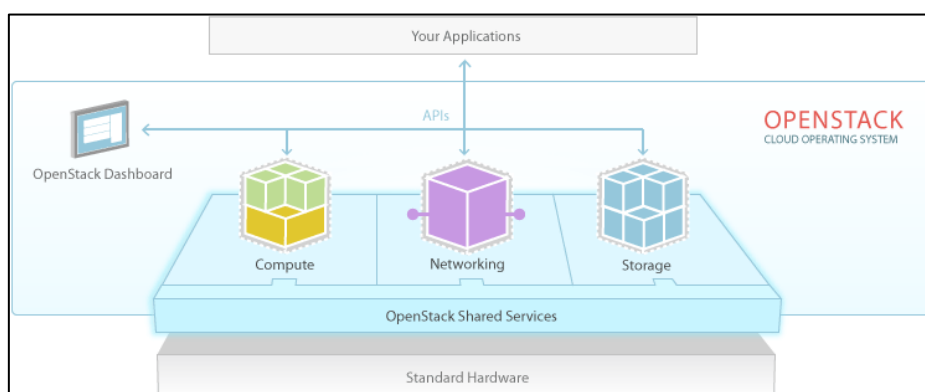 Your Applications
APIs
OPENSTACK
CLOUD OPERATING SYSTEM
OpenStack Dashboard
Compute
Networking
Storage
OpenStack Shared Services
Standard Hardware